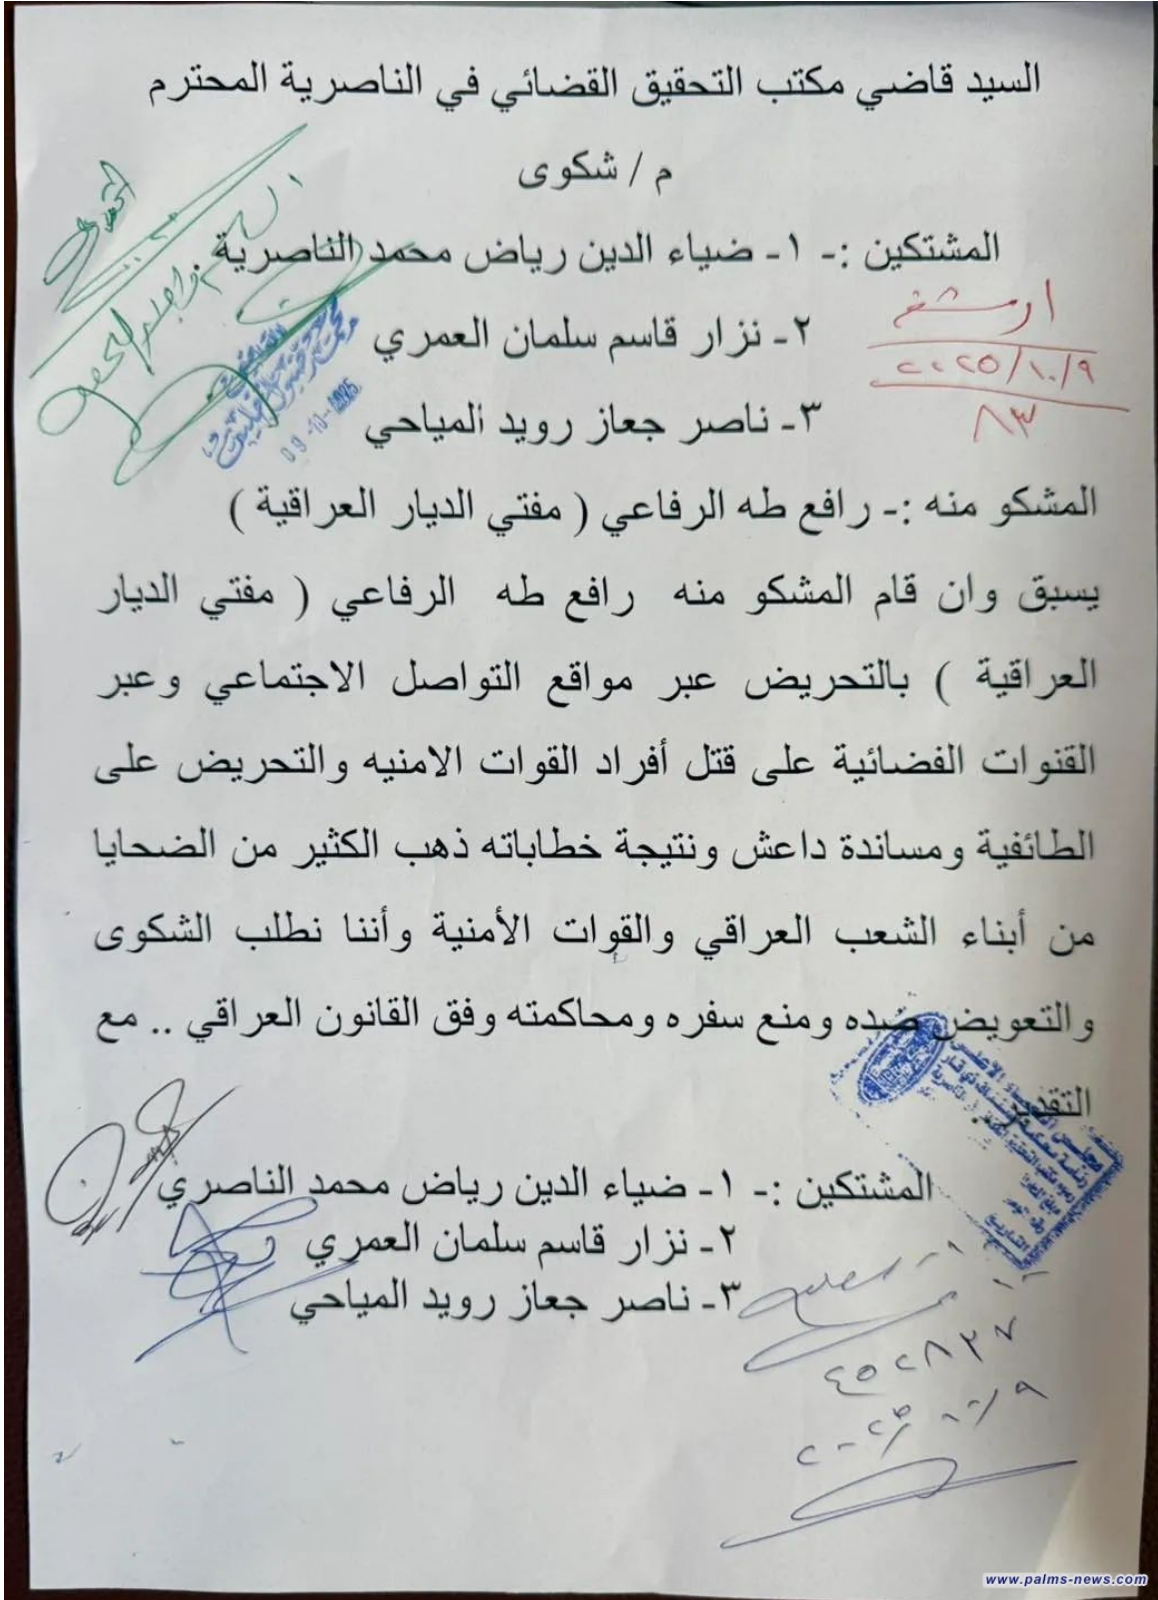 السيد قاضي مكتب التحقيق القضائي في الناصرية المحترم
م / شكوى
المشتكين :- ١- ضياء الدين رياض محمد الناصرية .
٢- نزار قاسم سلمان العمري
٣- ناصر جعاز رويد المياحي
٢٠٢٥/١٠/٩
٨٣
09-10-2025
المشكو منه :- رافع طه الرفاعي ( مفتي الديار العراقية )
يسبق وان قام المشكو منه رافع طه الرفاعي ( مفتي الديار
العراقية ) بالتحريض عبر مواقع التواصل الاجتماعي وعبر
القنوات الفضائية على قتل أفراد القوات الامنيه والتحريض على
الطائفية ومساندة داعش ونتيجة خطاباته ذهب الكثير من الضحايا
من أبناء الشعب العراقي والقوات الأمنية وأننا نطلب الشكوى
والتعويض ضده ومنع سفره ومحاكمته وفق القانون العراقي .. مع
التقدير ..
المشتكين :- ١- ضياء الدين رياض محمد الناصري
٢- نزار قاسم سلمان العمري
٣- ناصر جعاز رويد المياحي
www.palms-news.com